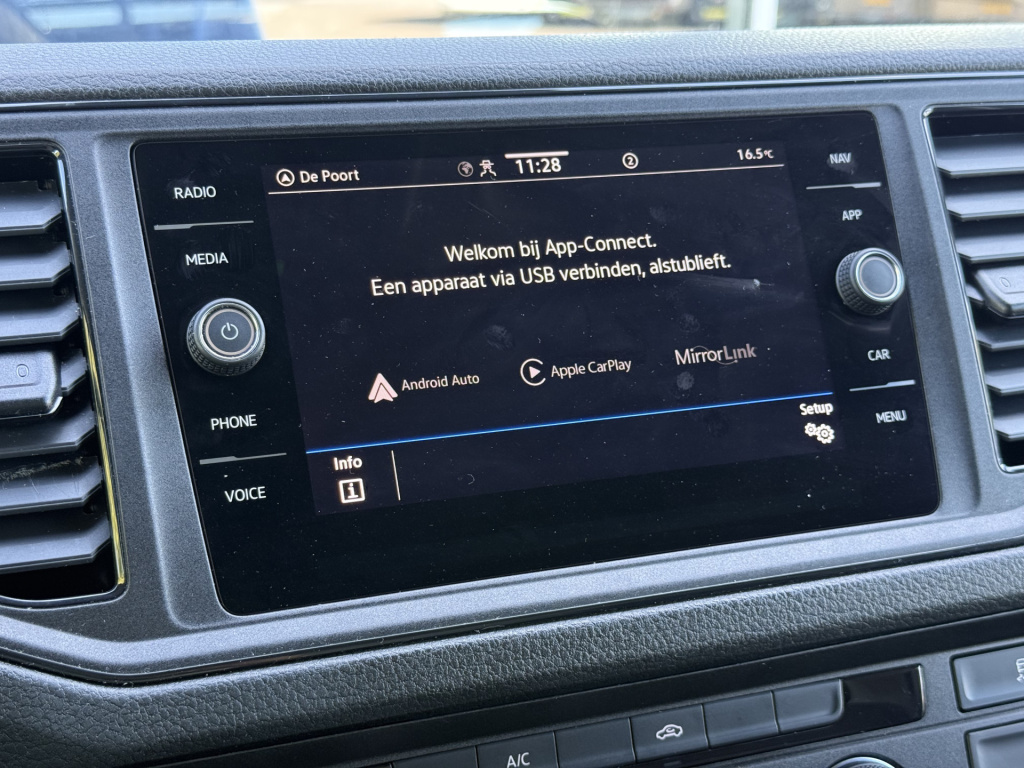 De Poort
11:28
2
16.5°C
RADIO
MEDIA
PHONE
VOICE
Welkom bij App-Connect.
Een apparaat via USB verbinden, alstublieft.
Android Auto
Apple CarPlay
MirrorLink
Info
i
Setup
NAV
APP
CAR
MENU
A/C